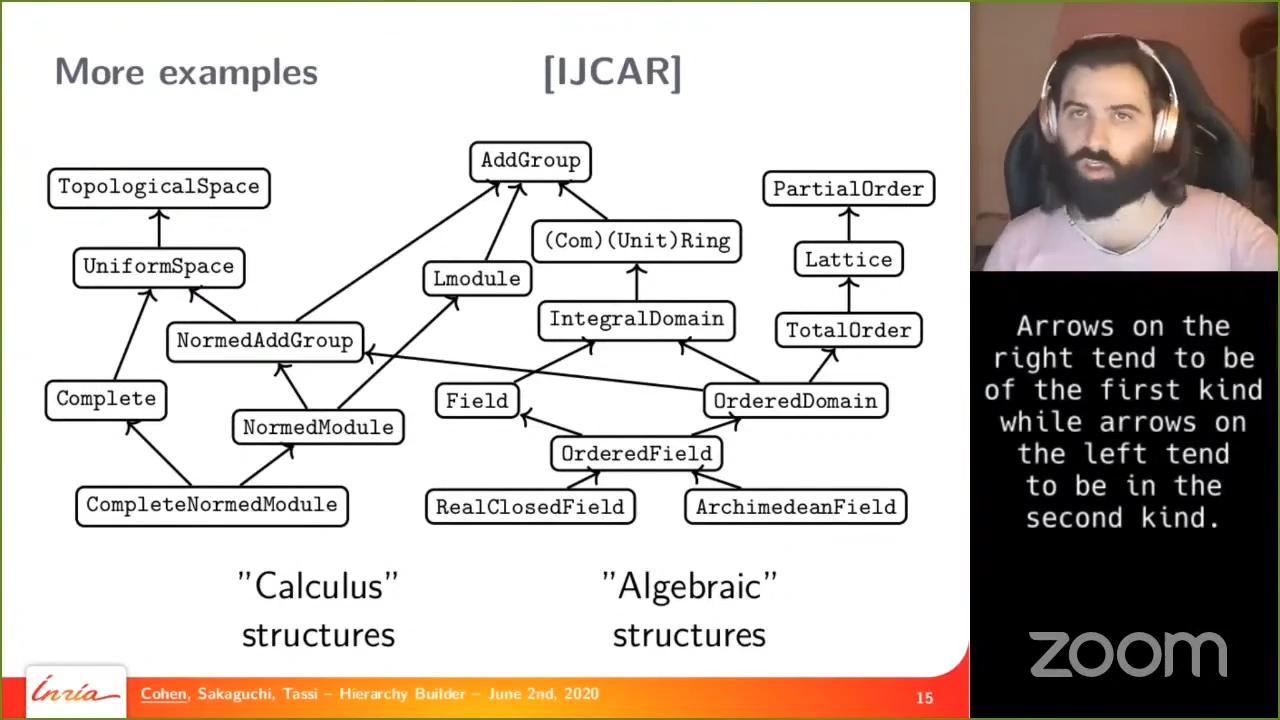 More examples
[IJCAR]
AddGroup
TopologicalSpace
PartialOrder
(Com)(Unit)Ring
UniformSpace
Lmodule
Lattice
IntegralDomain
NormedAddGroup
TotalOrder
Complete
Field
OrderedDomain
NormedModule
OrderedField
CompleteNormedModule
RealClosedField
ArchimedeanField
"Calculus"
structures
"Algebraic"
structures
Inria
Cohen, Sakaguchi, Tassi – Hierarchy Builder – June 2nd, 2020
15
Arrows on the
right tend to be
of the first kind
while arrows on
the left tend
to be in the
second kind.
zoom